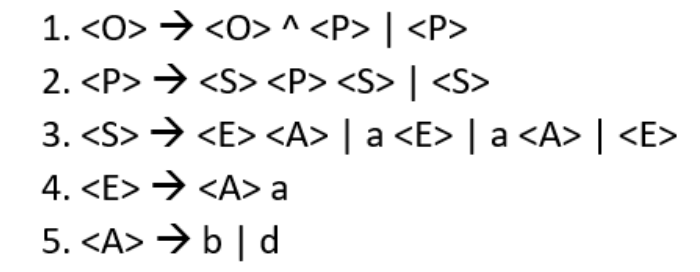 1. <O> → <O> ^ <P> | <P>
2. <P> → <S> <P> <S> | <S>
3. <S> → <E> <A> | a <E> | a <A> | <E>
4. <E> → <A> a
5. <A> → b | d